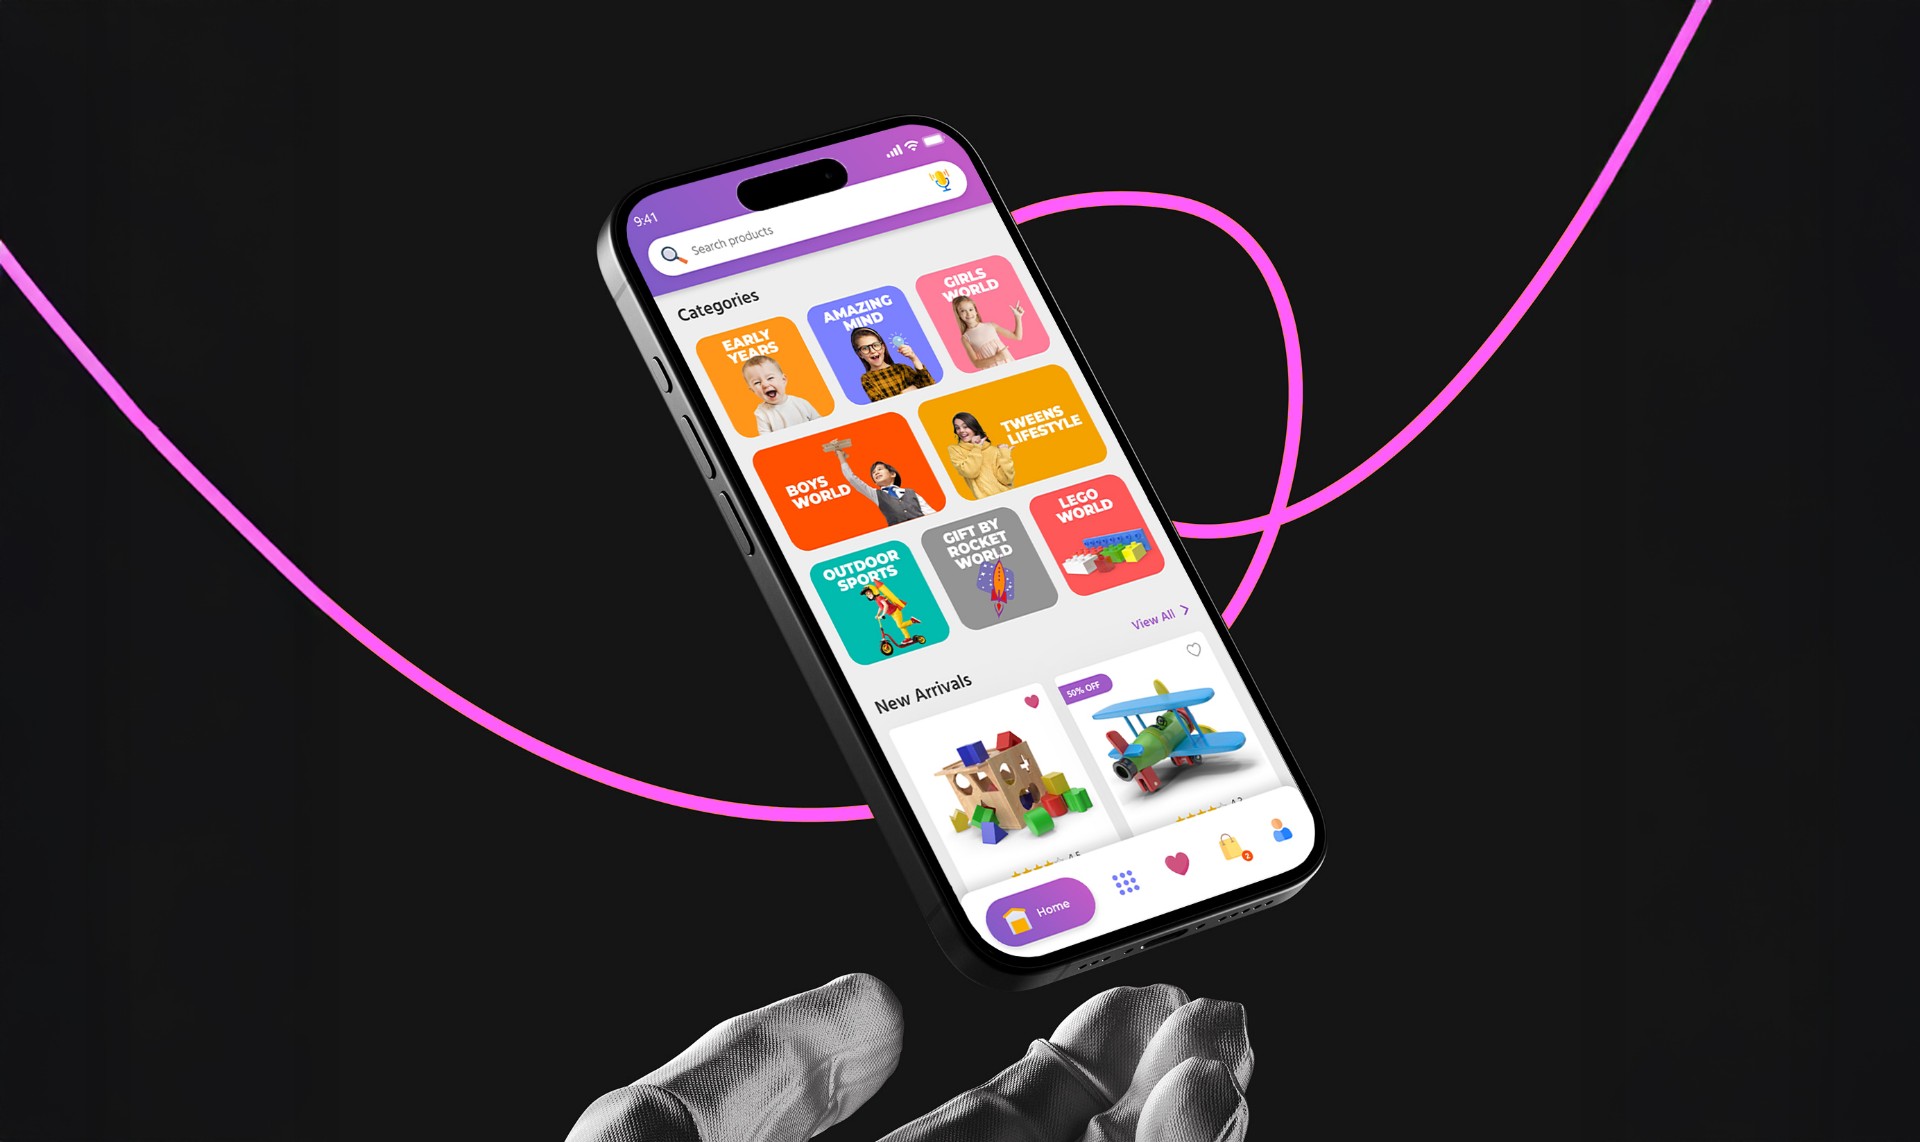 9:41
Search products
Categories
EARLY
YEARS
AMAZING
MIND
GIRLS
WORLD
BOYS
WORLD
TWEENS
LIFESTYLE
OUTDOOR
SPORTS
GIFT BY
ROCKET
WORLD
LEGO
WORLD
View All
New Arrivals
50% OFF
4.5
4.2
Home
2